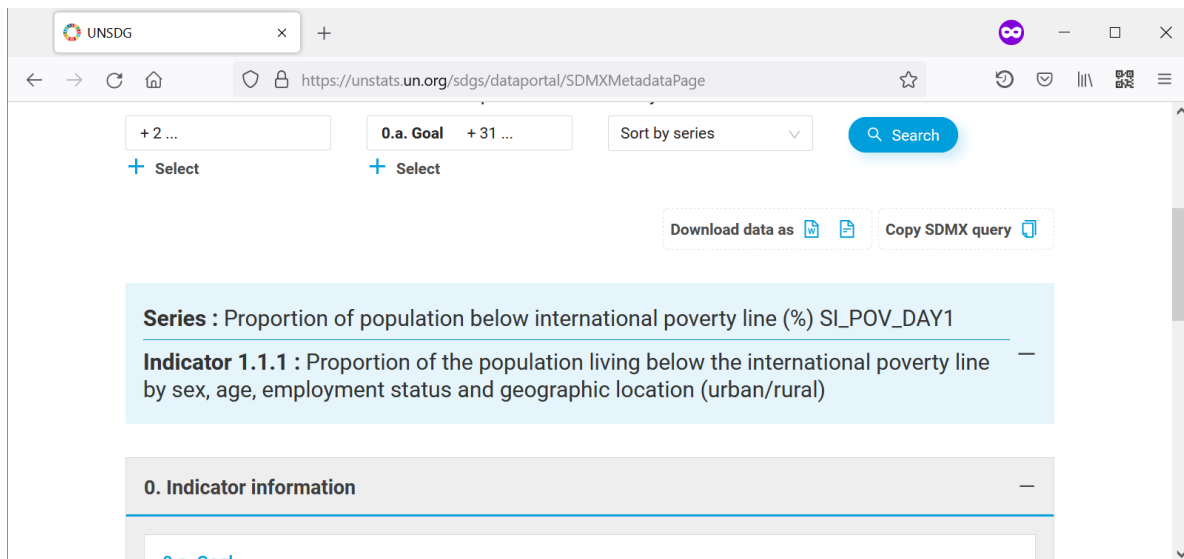 UNSDG
https://unstats.un.org/sdgs/dataportal/SDMXMetadataPage
+ 2 ...
0.a. Goal + 31 ...
Sort by series
Search
+ Select
+ Select
Download data as
Copy SDMX query
Series : Proportion of population below international poverty line (%) SI_POV_DAY1
Indicator 1.1.1 : Proportion of the population living below the international poverty line
by sex, age, employment status and geographic location (urban/rural)
0. Indicator information